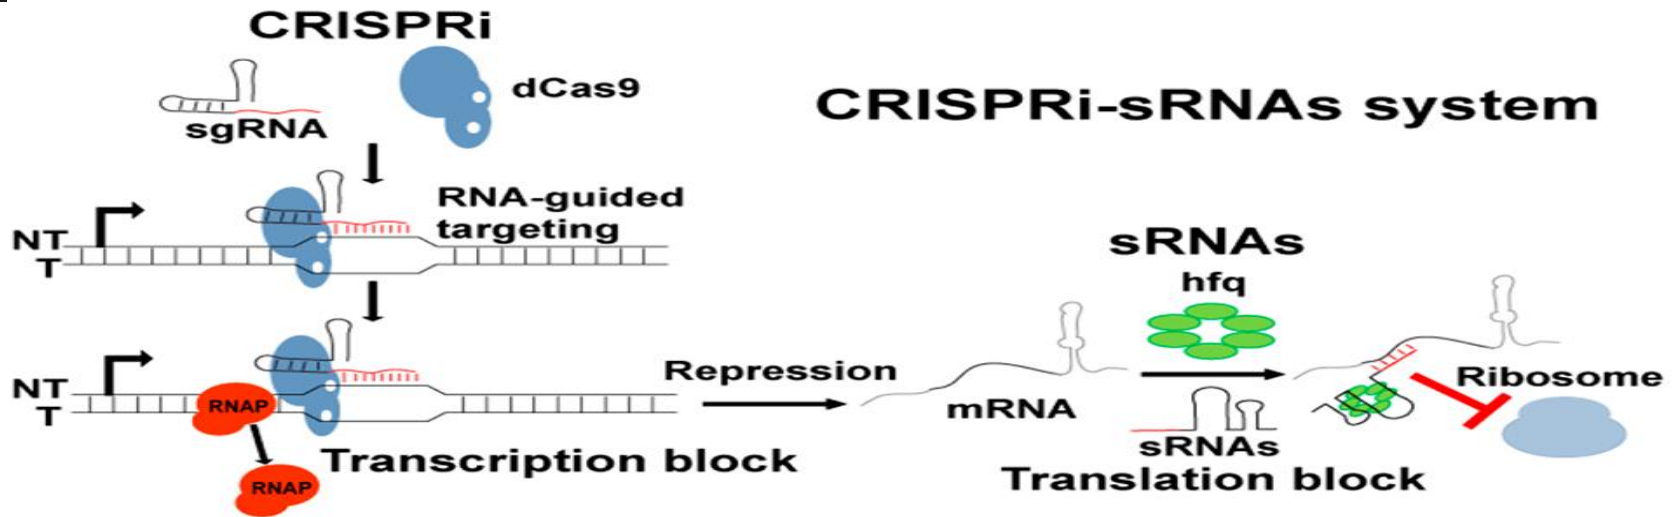 CRISPRi
dCas9
sgRNA
CRISPRi-sRNAs system
RNA-guided
targeting
NT
T
sRNAs
hfq
NT
T
RNAP
RNAP
Transcription block
Repression
mRNA
sRNAs
Ribosome
Translation block